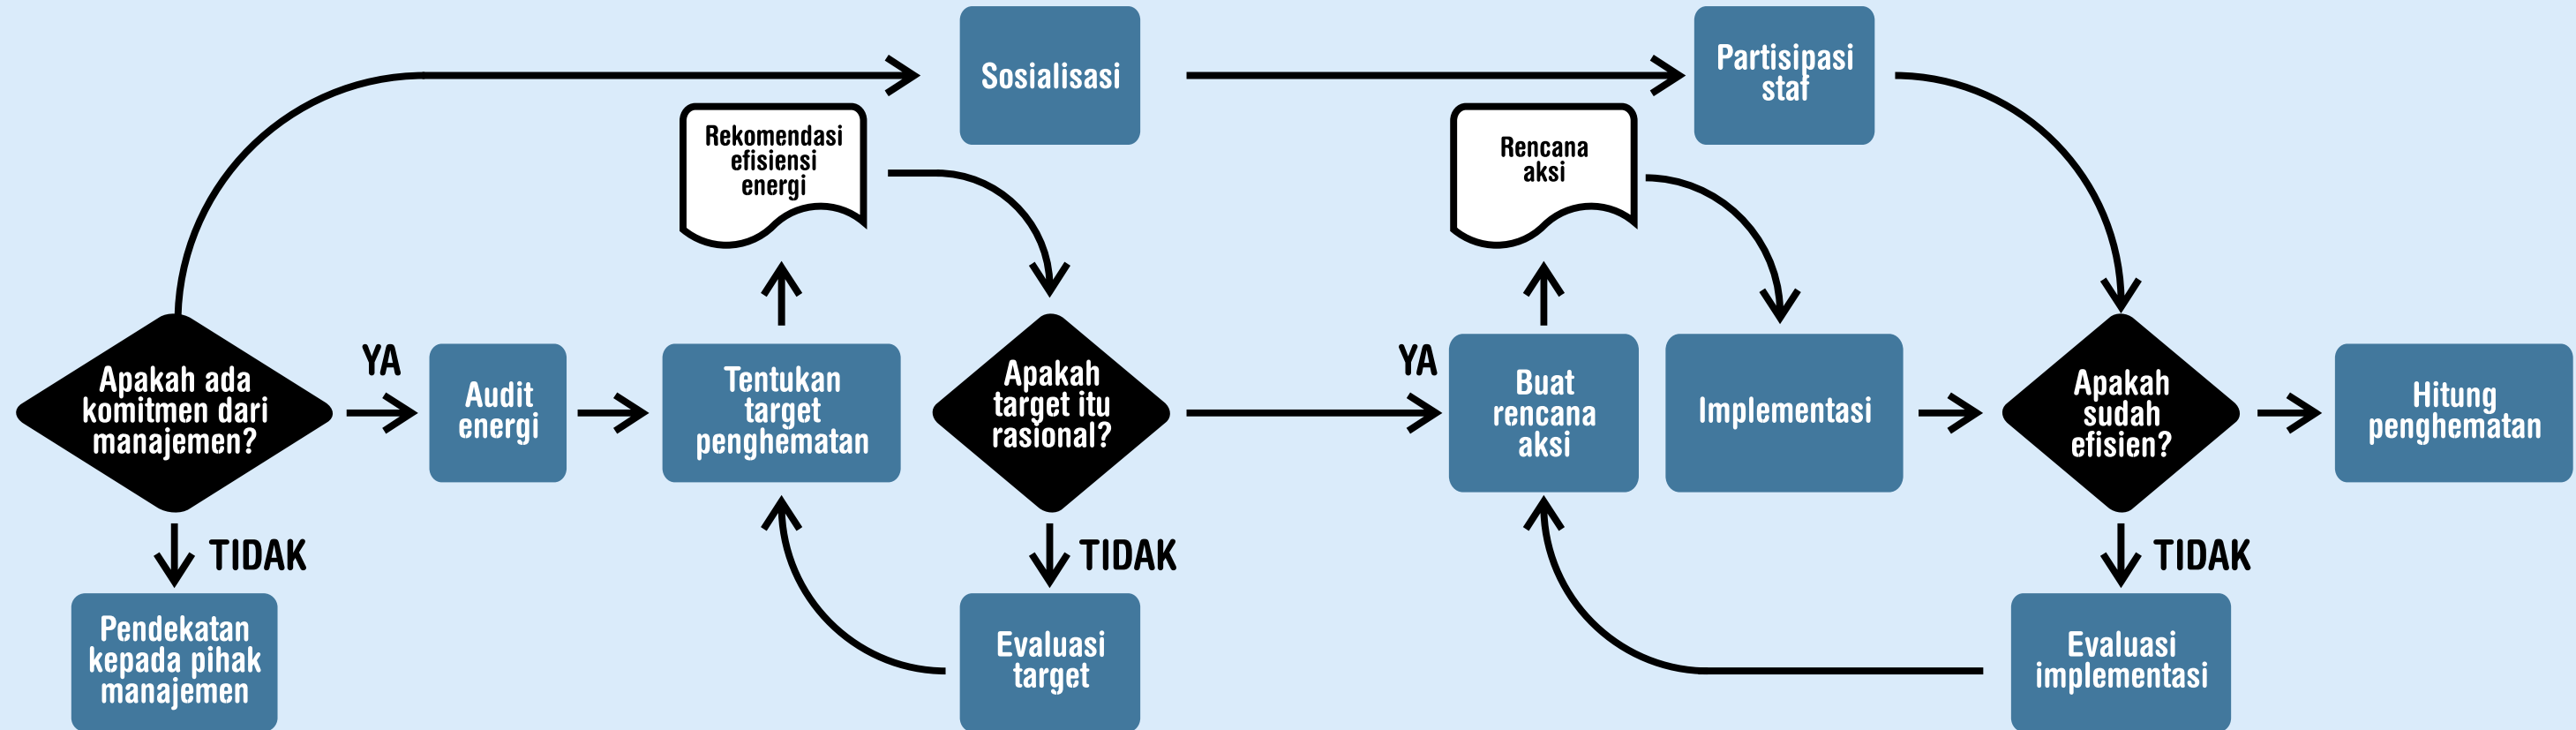 Sosialisasi
Partisipasi
staf
Rekomendasi
efisiensi
energi
Rencana
aksi
Apakah ada
komitmen dari
manajemen?
YA
Audit
energi
Tentukan
target
penghematan
Apakah
target itu
rasional?
YA
Buat
rencana
aksi
Implementasi
Apakah
sudah
efisien?
Hitung
penghematan
TIDAK
TIDAK
TIDAK
Pendekatan
kepada pihak
manajemen
Evaluasi
target
Evaluasi
implementasi